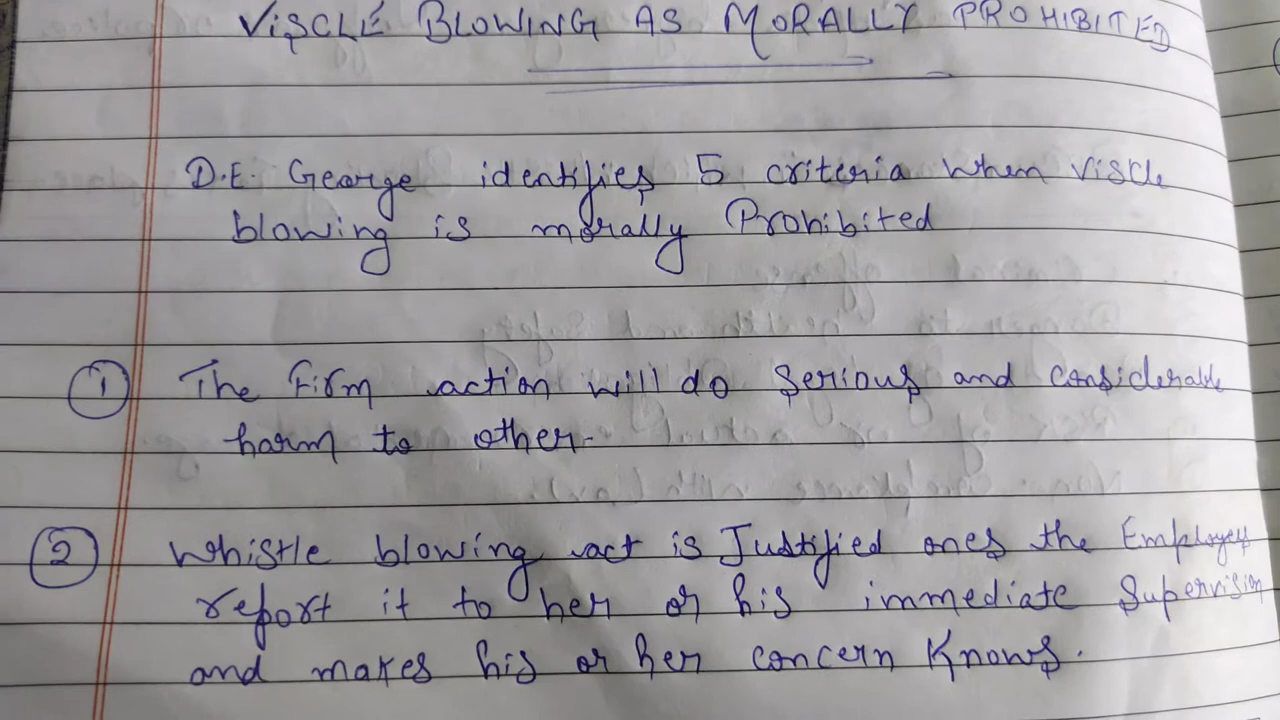 VISCLE BLOWING AS MORALLY PROHIBITED
D.E. George identifies 5 criteria when viscle
blowing is morally Prohibited
① The Firm action will do serious and considerable
harm to other-
② Whistle blowing act is Justified ones the Employees
report it to her or his immediate Supervision
and makes his or her concern Knows.